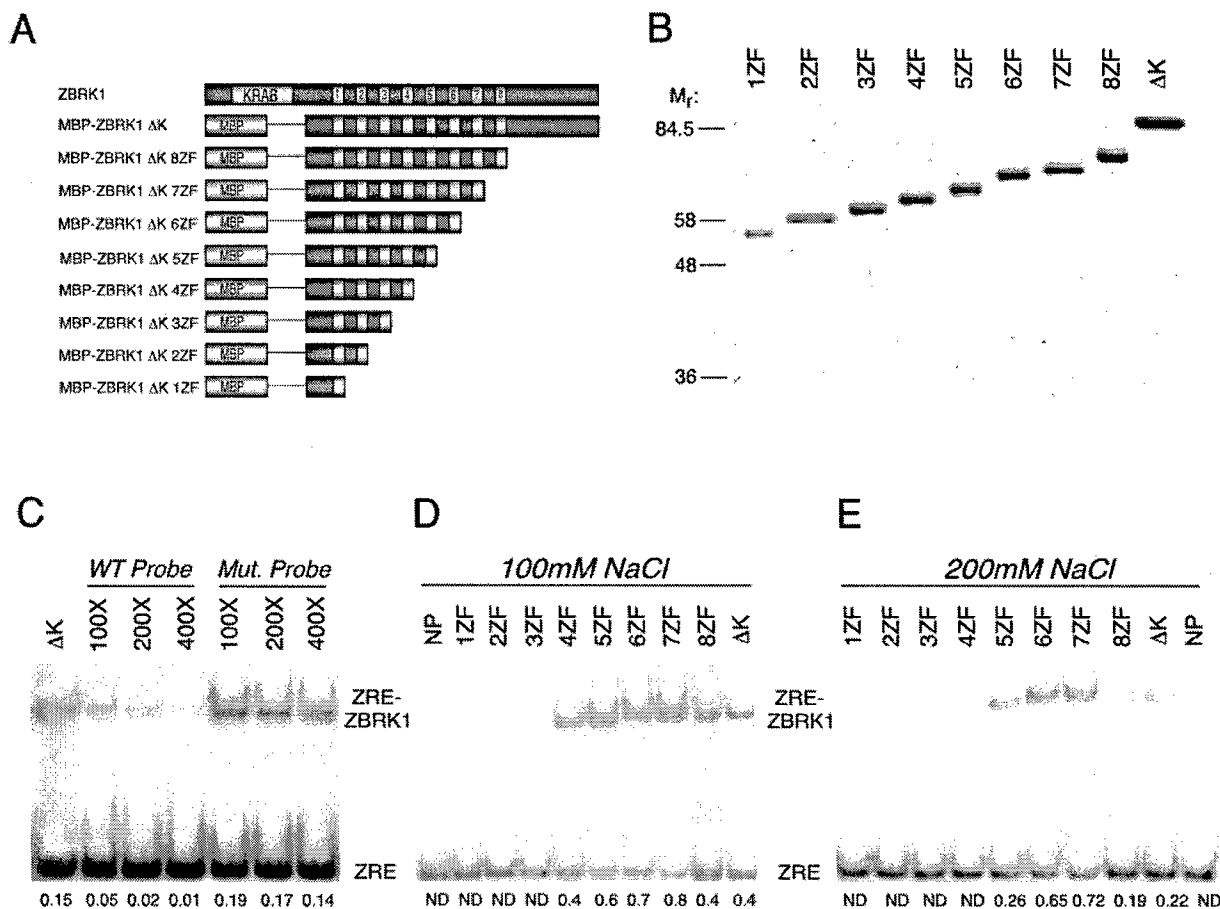 A
ZBRK1
KRAB
1 2 3 4 5 6 7 8
MBP-ZBRK1 ΔK
MBP
MBP-ZBRK1 ΔK 8ZF
MBP
MBP-ZBRK1 ΔK 7ZF
MBP
MBP-ZBRK1 ΔK 6ZF
MBP
MBP-ZBRK1 ΔK 5ZF
MBP
MBP-ZBRK1 ΔK 4ZF
MBP
MBP-ZBRK1 ΔK 3ZF
MBP
MBP-ZBRK1 ΔK 2ZF
MBP
MBP-ZBRK1 ΔK 1ZF
MBP
B
1ZF 2ZF 3ZF 4ZF 5ZF 6ZF 7ZF 8ZF ΔK
Mr:
84.5
58
48
36
C
WT Probe Mut. Probe
ΔK 100X 200X 400X 100X 200X 400X
ZRE-
ZBRK1
ZRE
0.15 0.05 0.02 0.01 0.19 0.17 0.14
D
100mM NaCl
NP 1ZF 2ZF 3ZF 4ZF 5ZF 6ZF 7ZF 8ZF ΔK
ZRE-
ZBRK1
ZRE
ND ND ND ND 0.4 0.6 0.7 0.8 0.4 0.4
E
200mM NaCl
1ZF 2ZF 3ZF 4ZF 5ZF 6ZF 7ZF 8ZF ΔK NP
ND ND ND ND 0.26 0.65 0.72 0.19 0.22 ND